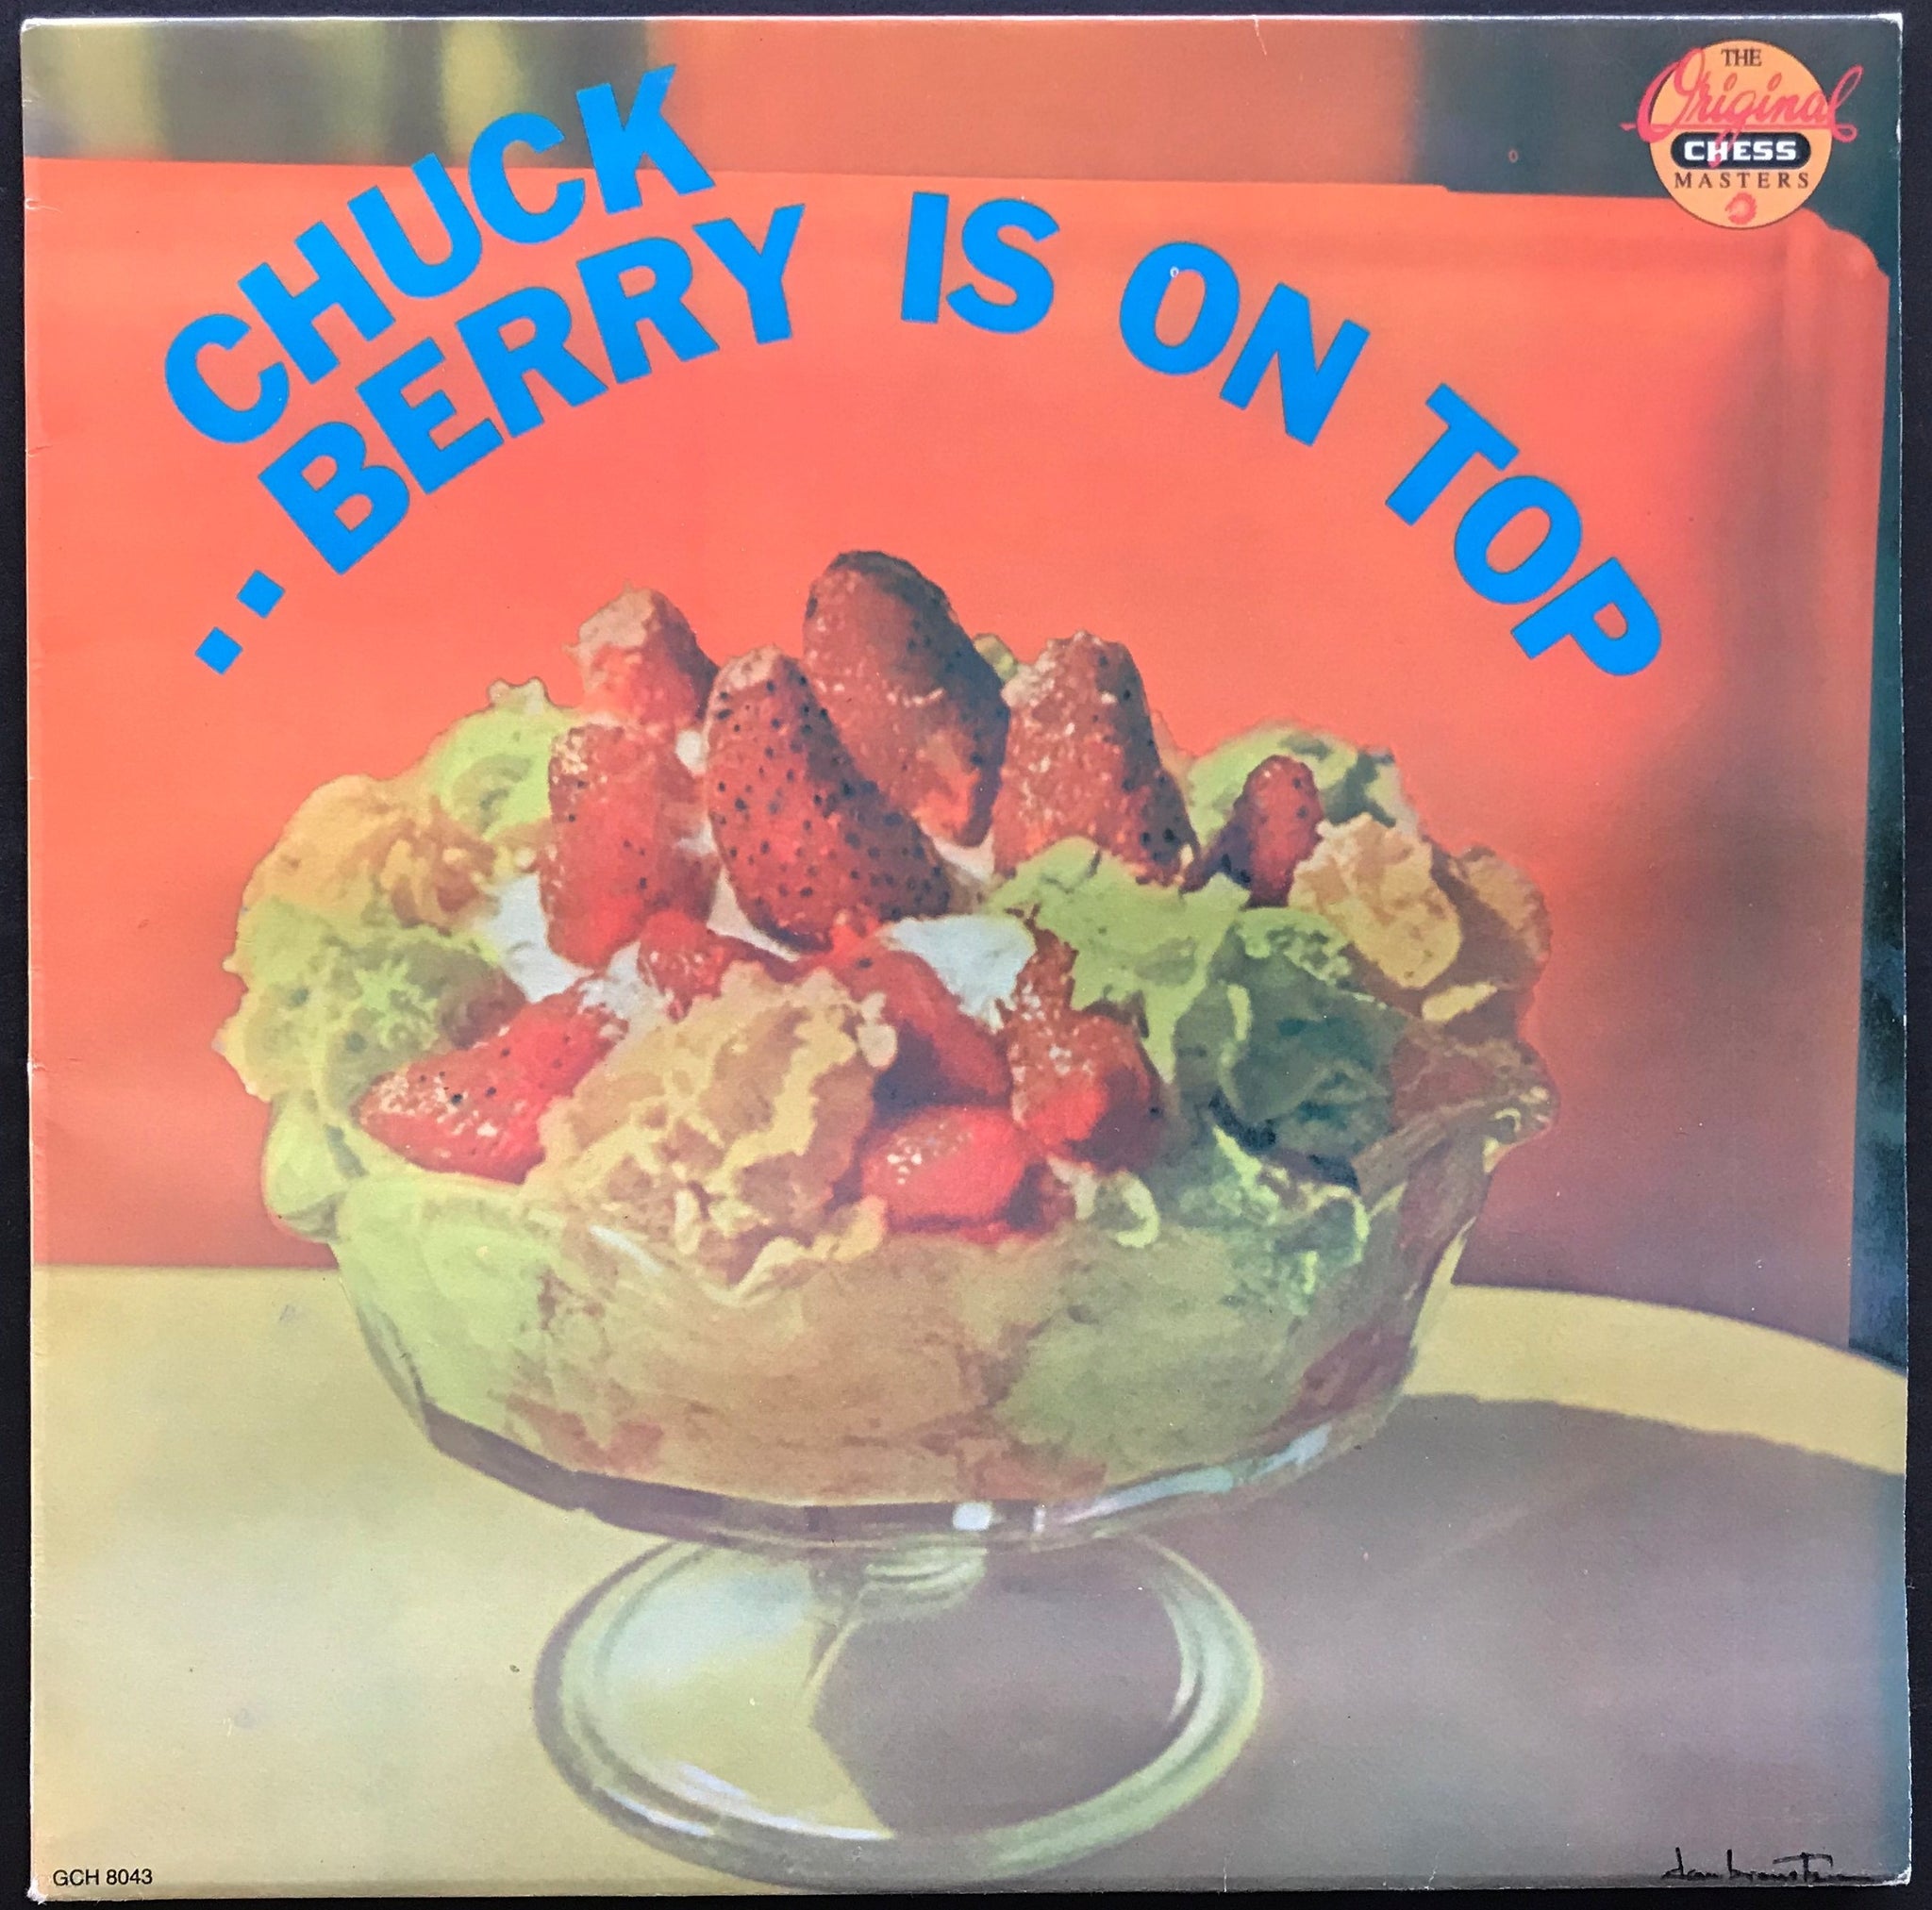 THE
Original
CHESS
MASTERS
CHUCK
..BERRY IS ON TOP
GCH 8043